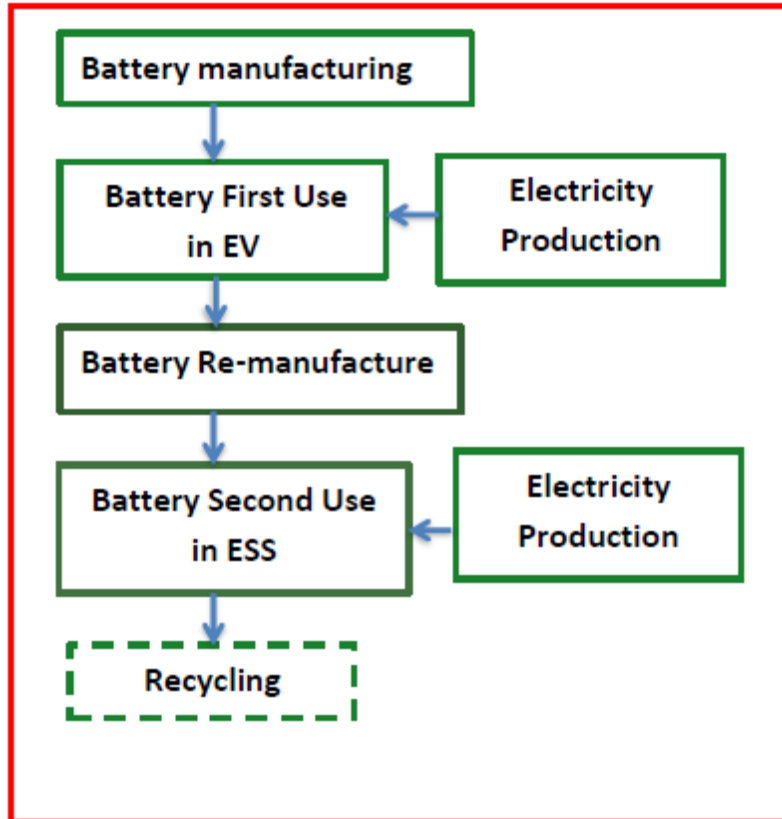 Battery manufacturing
Battery First Use
in EV
Electricity
Production
Battery Re-manufacture
Battery Second Use
in ESS
Electricity
Production
Recycling